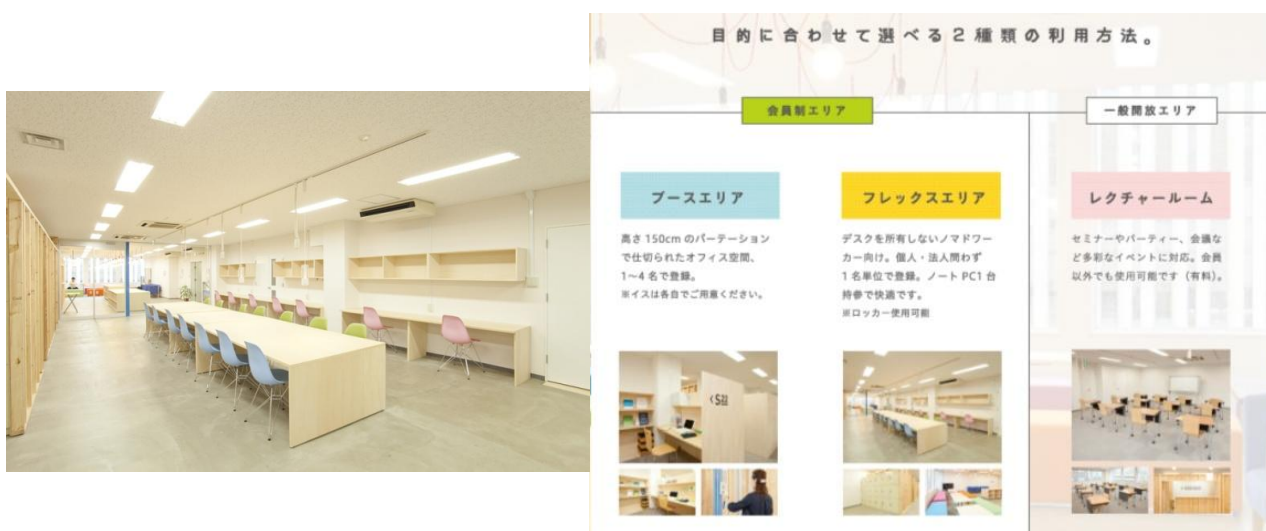 目的に合わせて選べる2種類の利用方法。
会員制エリア
一般開放エリア
ブースエリア
高さ150cmのパーテーション
で仕切られたオフィス空間、
1〜4名で登録。
※イスは各自でご用意ください。
フレックスエリア
デスクを所有しないノマドワー
カー向け。個人・法人問わず
1名単位で登録。ノートPC1台
持参で快適です。
※ロッカー使用可能
レクチャールーム
セミナーやパーティー、会議な
ど多彩なイベントに対応。会員
以外でも使用可能です（有料）。